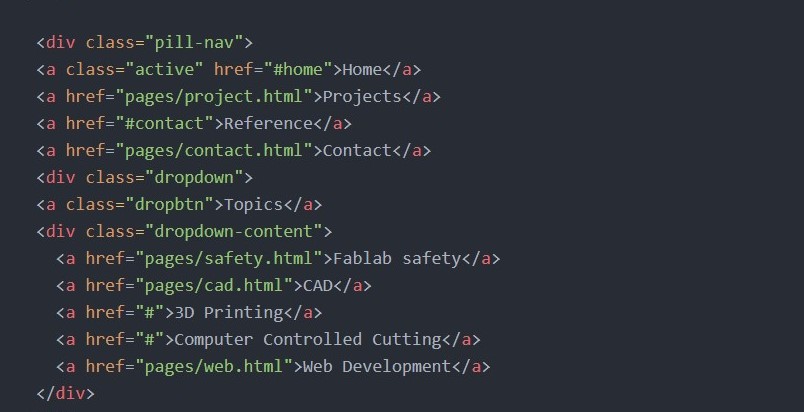 <div class="pill-nav">
<a class="active" href="#home">Home</a>
<a href="pages/project.html">Projects</a>
<a href="#contact">Reference</a>
<a href="pages/contact.html">Contact</a>
<div class="dropdown">
<a class="dropbtn">Topics</a>
<div class="dropdown-content">
  <a href="pages/safety.html">Fablab safety</a>
  <a href="pages/cad.html">CAD</a>
  <a href="#">3D Printing</a>
  <a href="#">Computer Controlled Cutting</a>
  <a href="pages/web.html">Web Development</a>
</div>